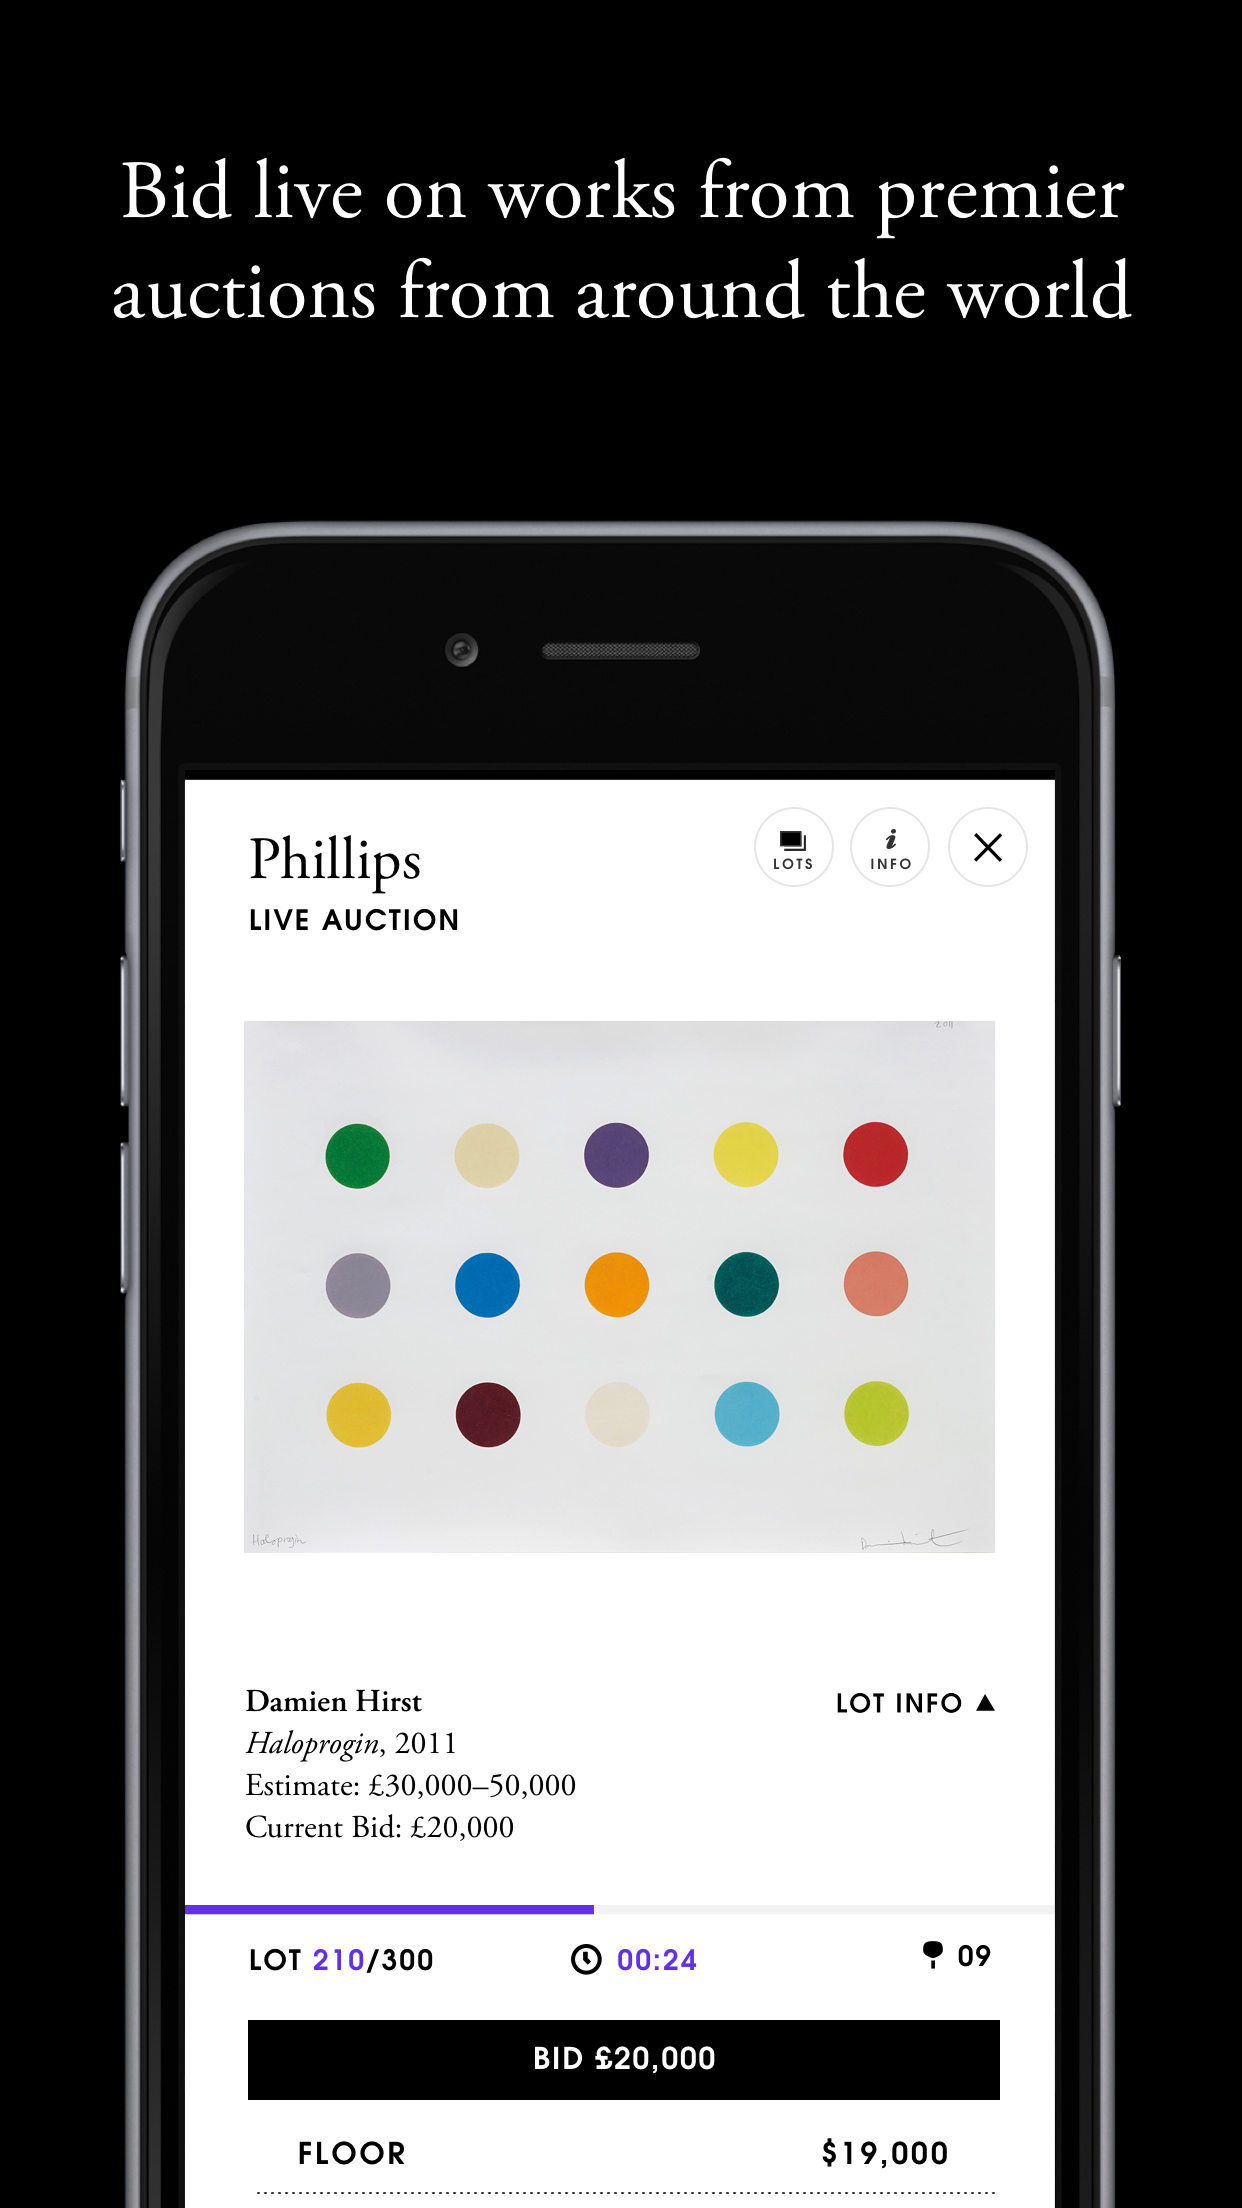 Bid live on works from premier
auctions from around the world
Phillips
LIVE AUCTION
LOTS
INFO
2011
Haloprogin
Damien Hirst
LOT INFO ▲
Haloprogin, 2011
Estimate: £30,000–50,000
Current Bid: £20,000
LOT 210/300
00:24
09
BID £20,000
FLOOR
$19,000